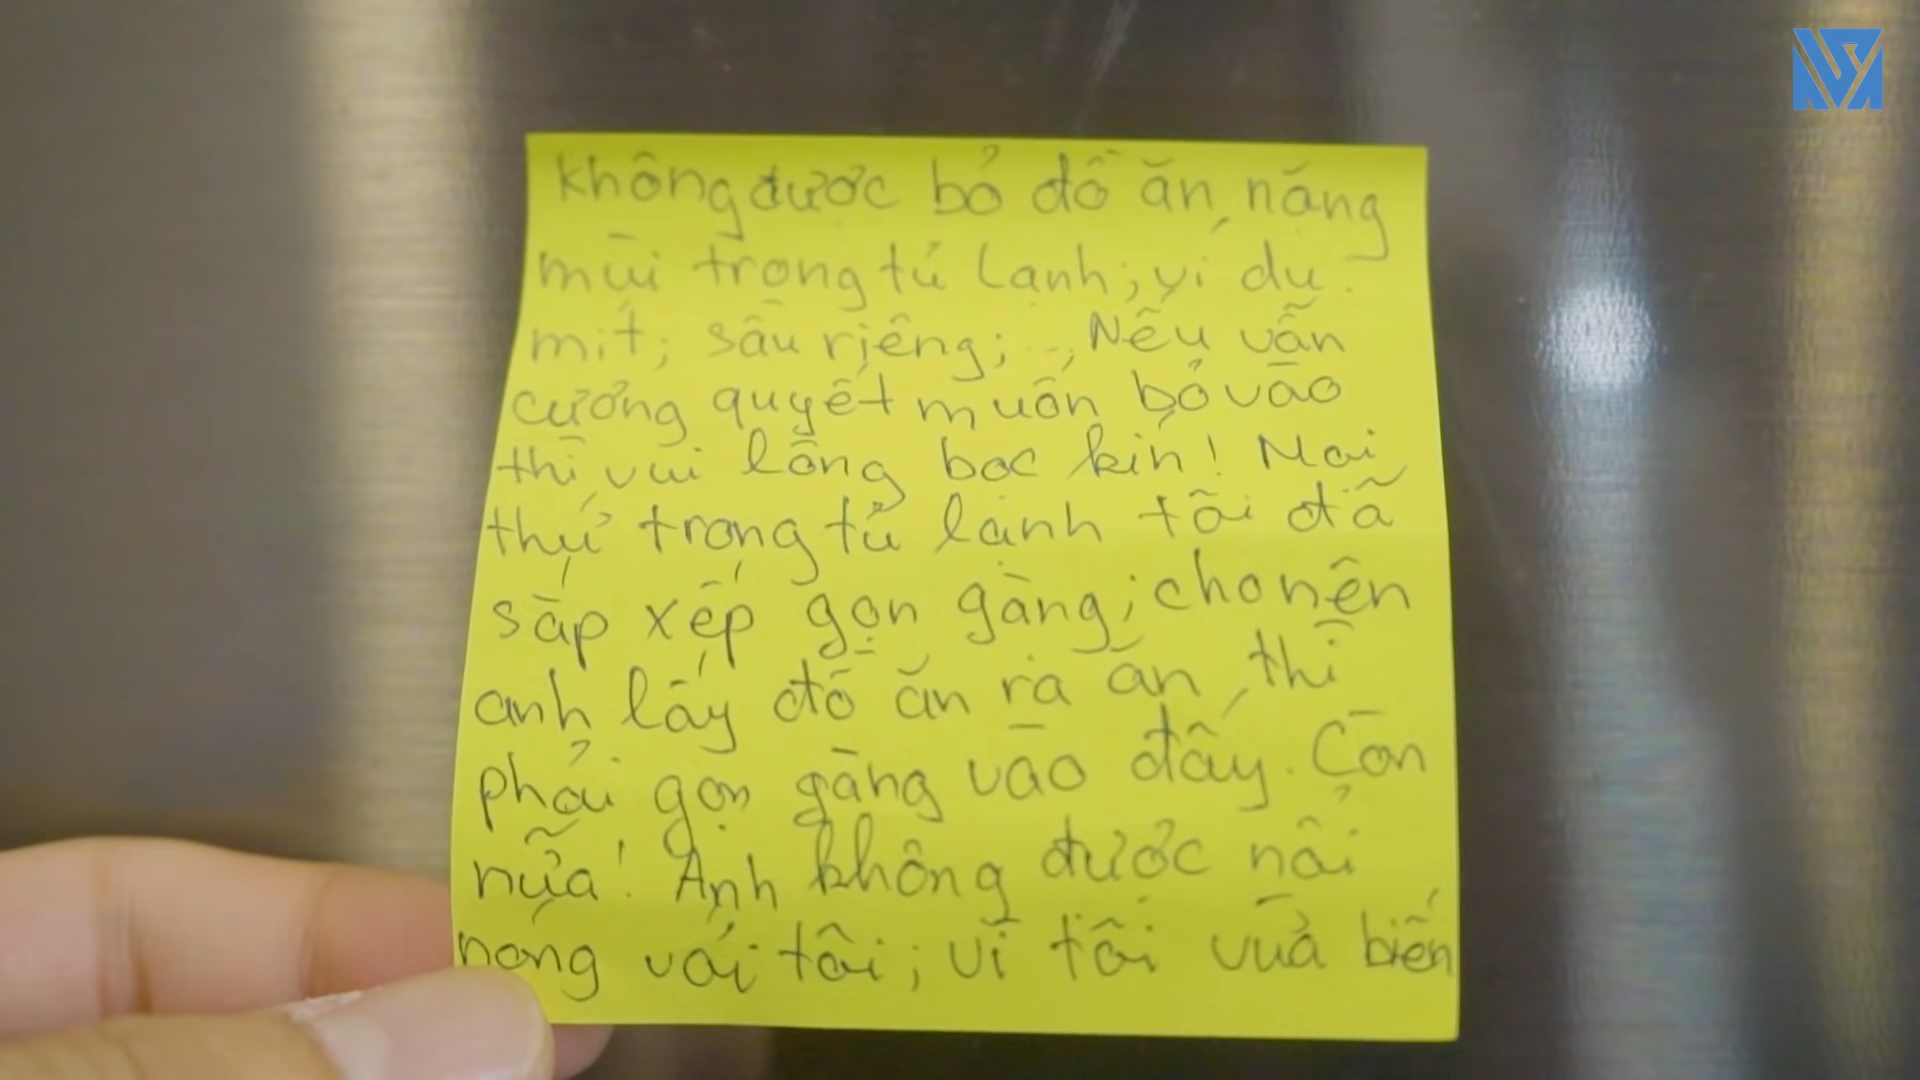 không được bỏ đồ ăn nặng
mùi trong tủ lạnh; ví dụ:
mít; sầu riêng;..., Nếu vẫn
cưỡng quyết muốn bỏ vào
thì vui lòng bọc kín! Mọi
thứ trong tủ lạnh tôi đã
sắp xếp gọn gàng; cho nên
anh lấy đồ ăn ra ăn thì
phải gọn gàng vào đấy. Còn
nữa! Anh không được nổi
nóng với tôi; vì tôi vừa biến